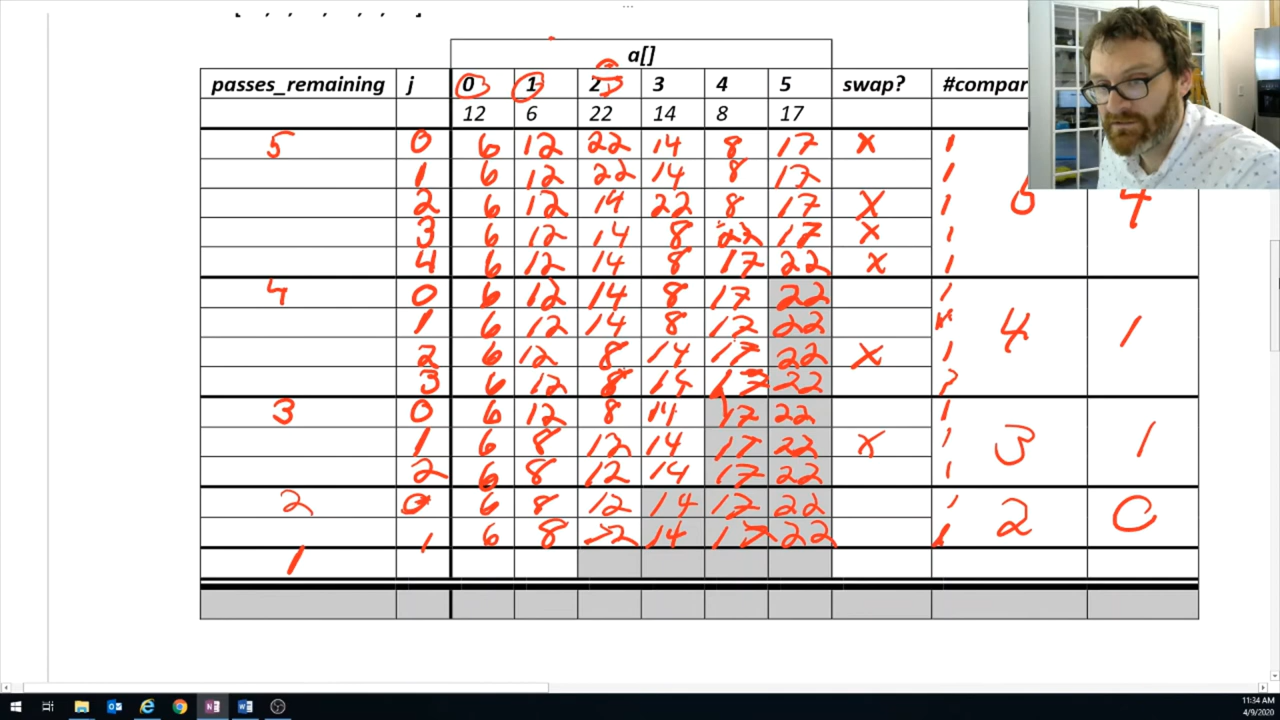 a[]
passes_remaining j 0 1 2 3 4 5 swap? #compar
12 6 22 14 8 17
5 0 6 12 22 14 8 17 x 1
1 6 12 22 14 8 17 1
2 6 12 14 22 8 17 X 1 4
3 6 12 14 8 22 17 x 1
4 6 12 14 8 17 22 x 1
4 0 6 12 14 8 17 22 1
1 6 12 14 8 17 22 4 1
2 6 12 8 14 17 22 X 1
3 6 12 8 14 17 22
3 0 6 12 8 14 17 22 1
1 6 8 12 14 17 22 X 1 3 1
2 6 8 12 14 17 22 1
2 0 6 8 12 14 17 22 1 2 0
1 6 8 12 14 17 22 1
1
11:34 AM
4/9/2020